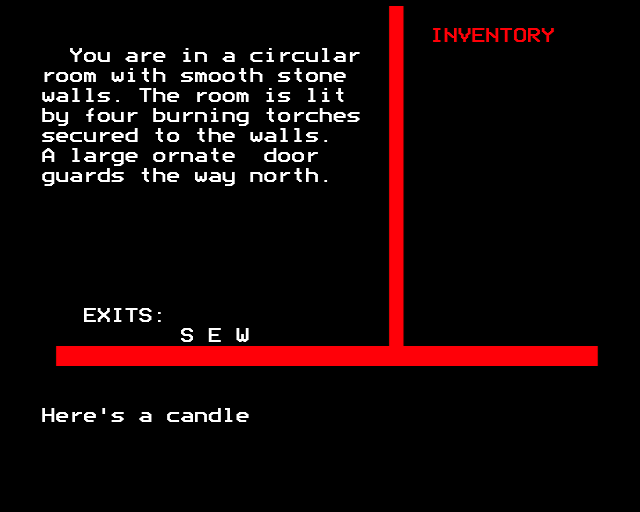 INVENTORY
You are in a circular
room with smooth stone
walls. The room is lit
by four burning torches
secured to the walls.
A large ornate  door
guards the way north.
EXITS:
S E W
Here's a candle